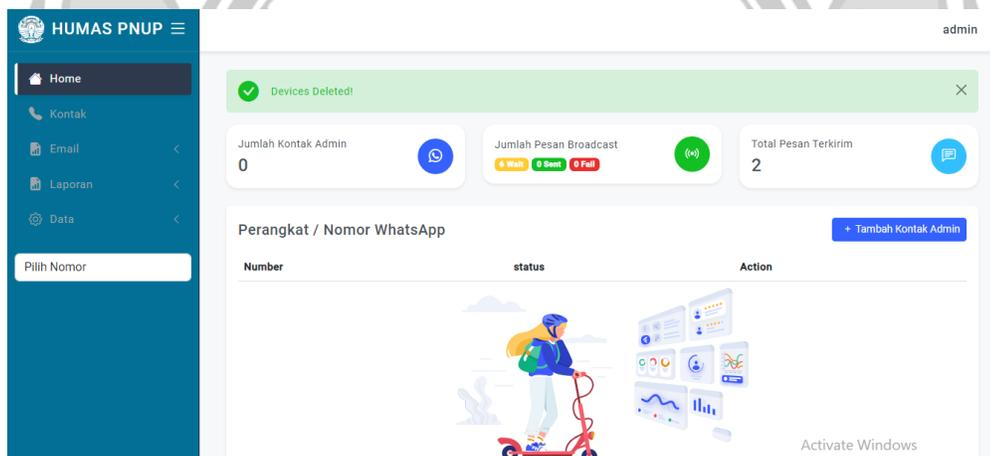 HUMAS PNUP
admin
Home
Kontak
Email
Laporan
Data
Pilih Nomor
Devices Deleted!
Jumlah Kontak Admin
0
Jumlah Pesan Broadcast
6 Wait 0 Sent 0 Fail
Total Pesan Terkirim
2
Perangkat / Nomor WhatsApp
+ Tambah Kontak Admin
Number status Action
Activate Windows